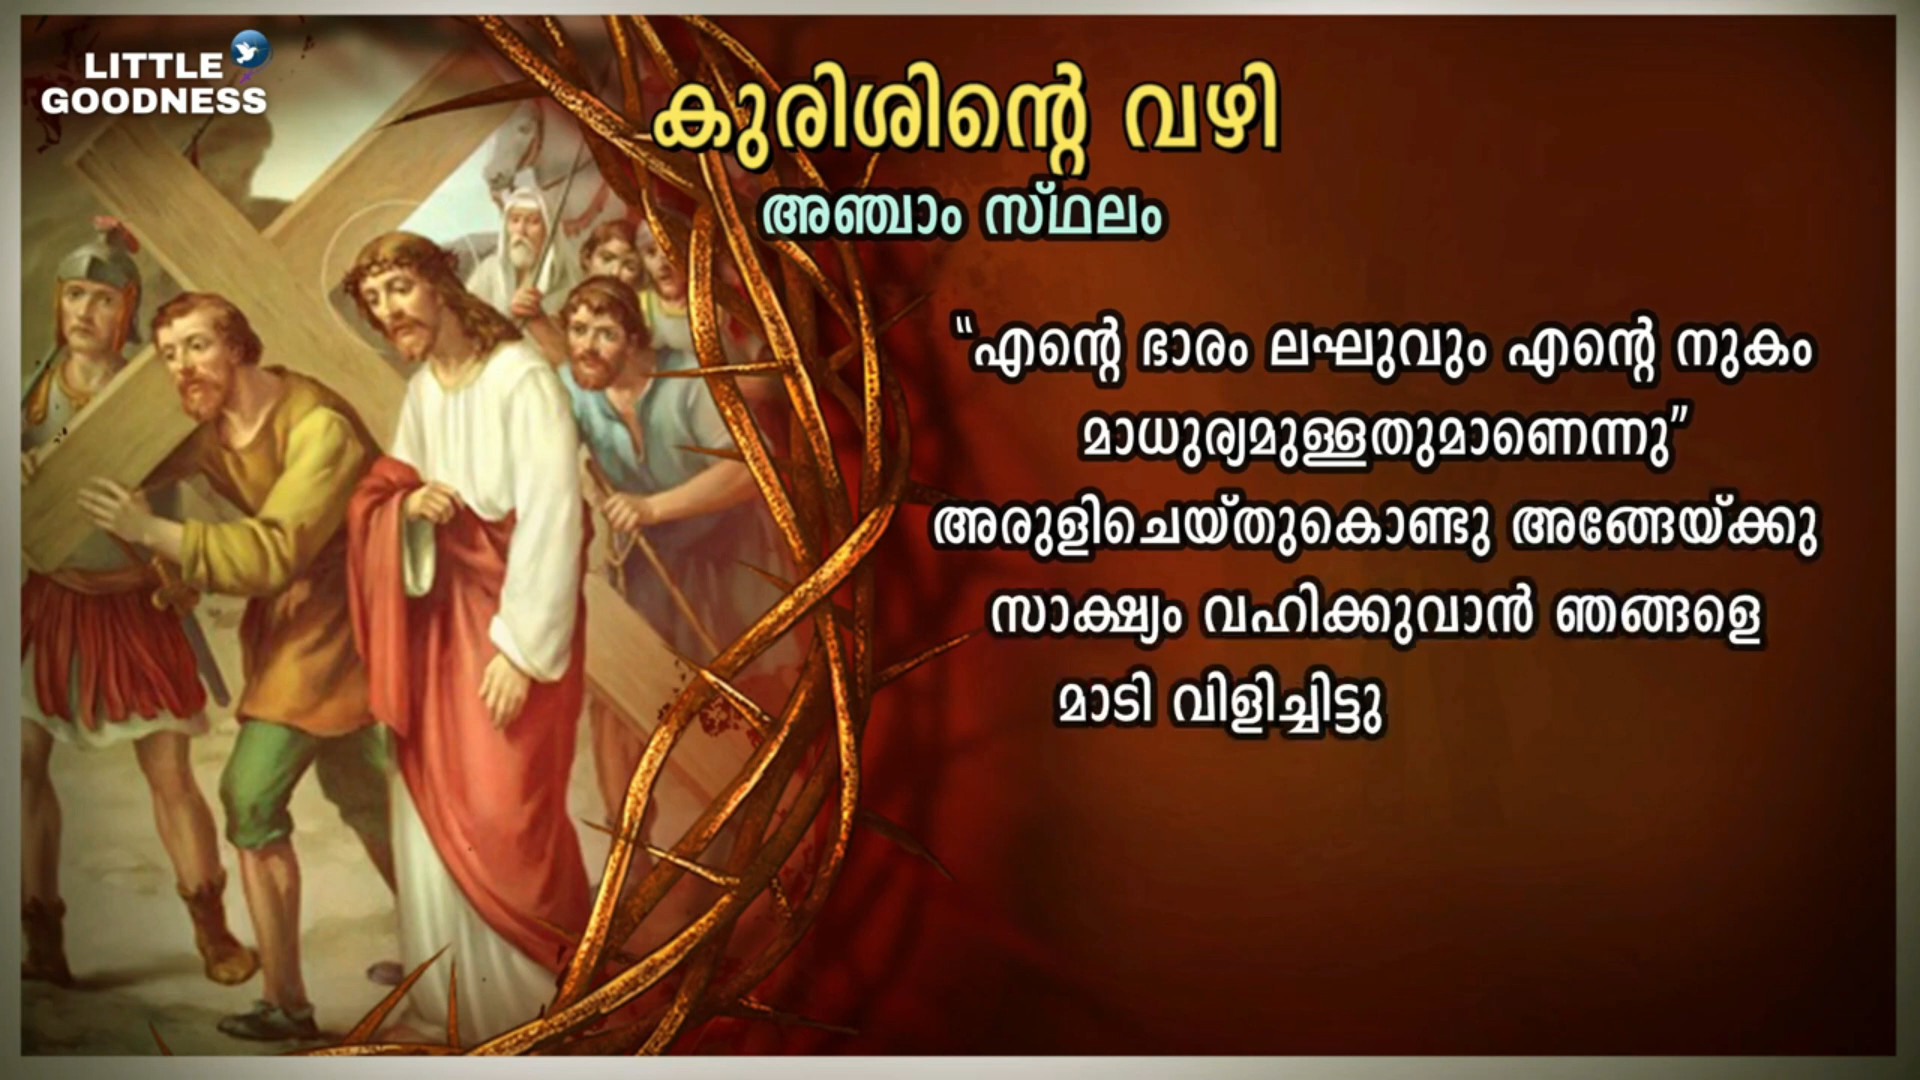 LITTLE
GOODNESS
കുരിശിന്റെ വഴി
അഞ്ചാം സ്ഥലം
“എന്റെ ഭാരം ലഘുവും എന്റെ നുകം
മാധുര്യമുള്ളതുമാണെന്നു”
അരുളിചെയ്തുകൊണ്ടു അങ്ങേയ്ക്കു
സാക്ഷ്യം വഹിക്കുവാൻ ഞങ്ങളെ
മാടി വിളിച്ചിട്ടു